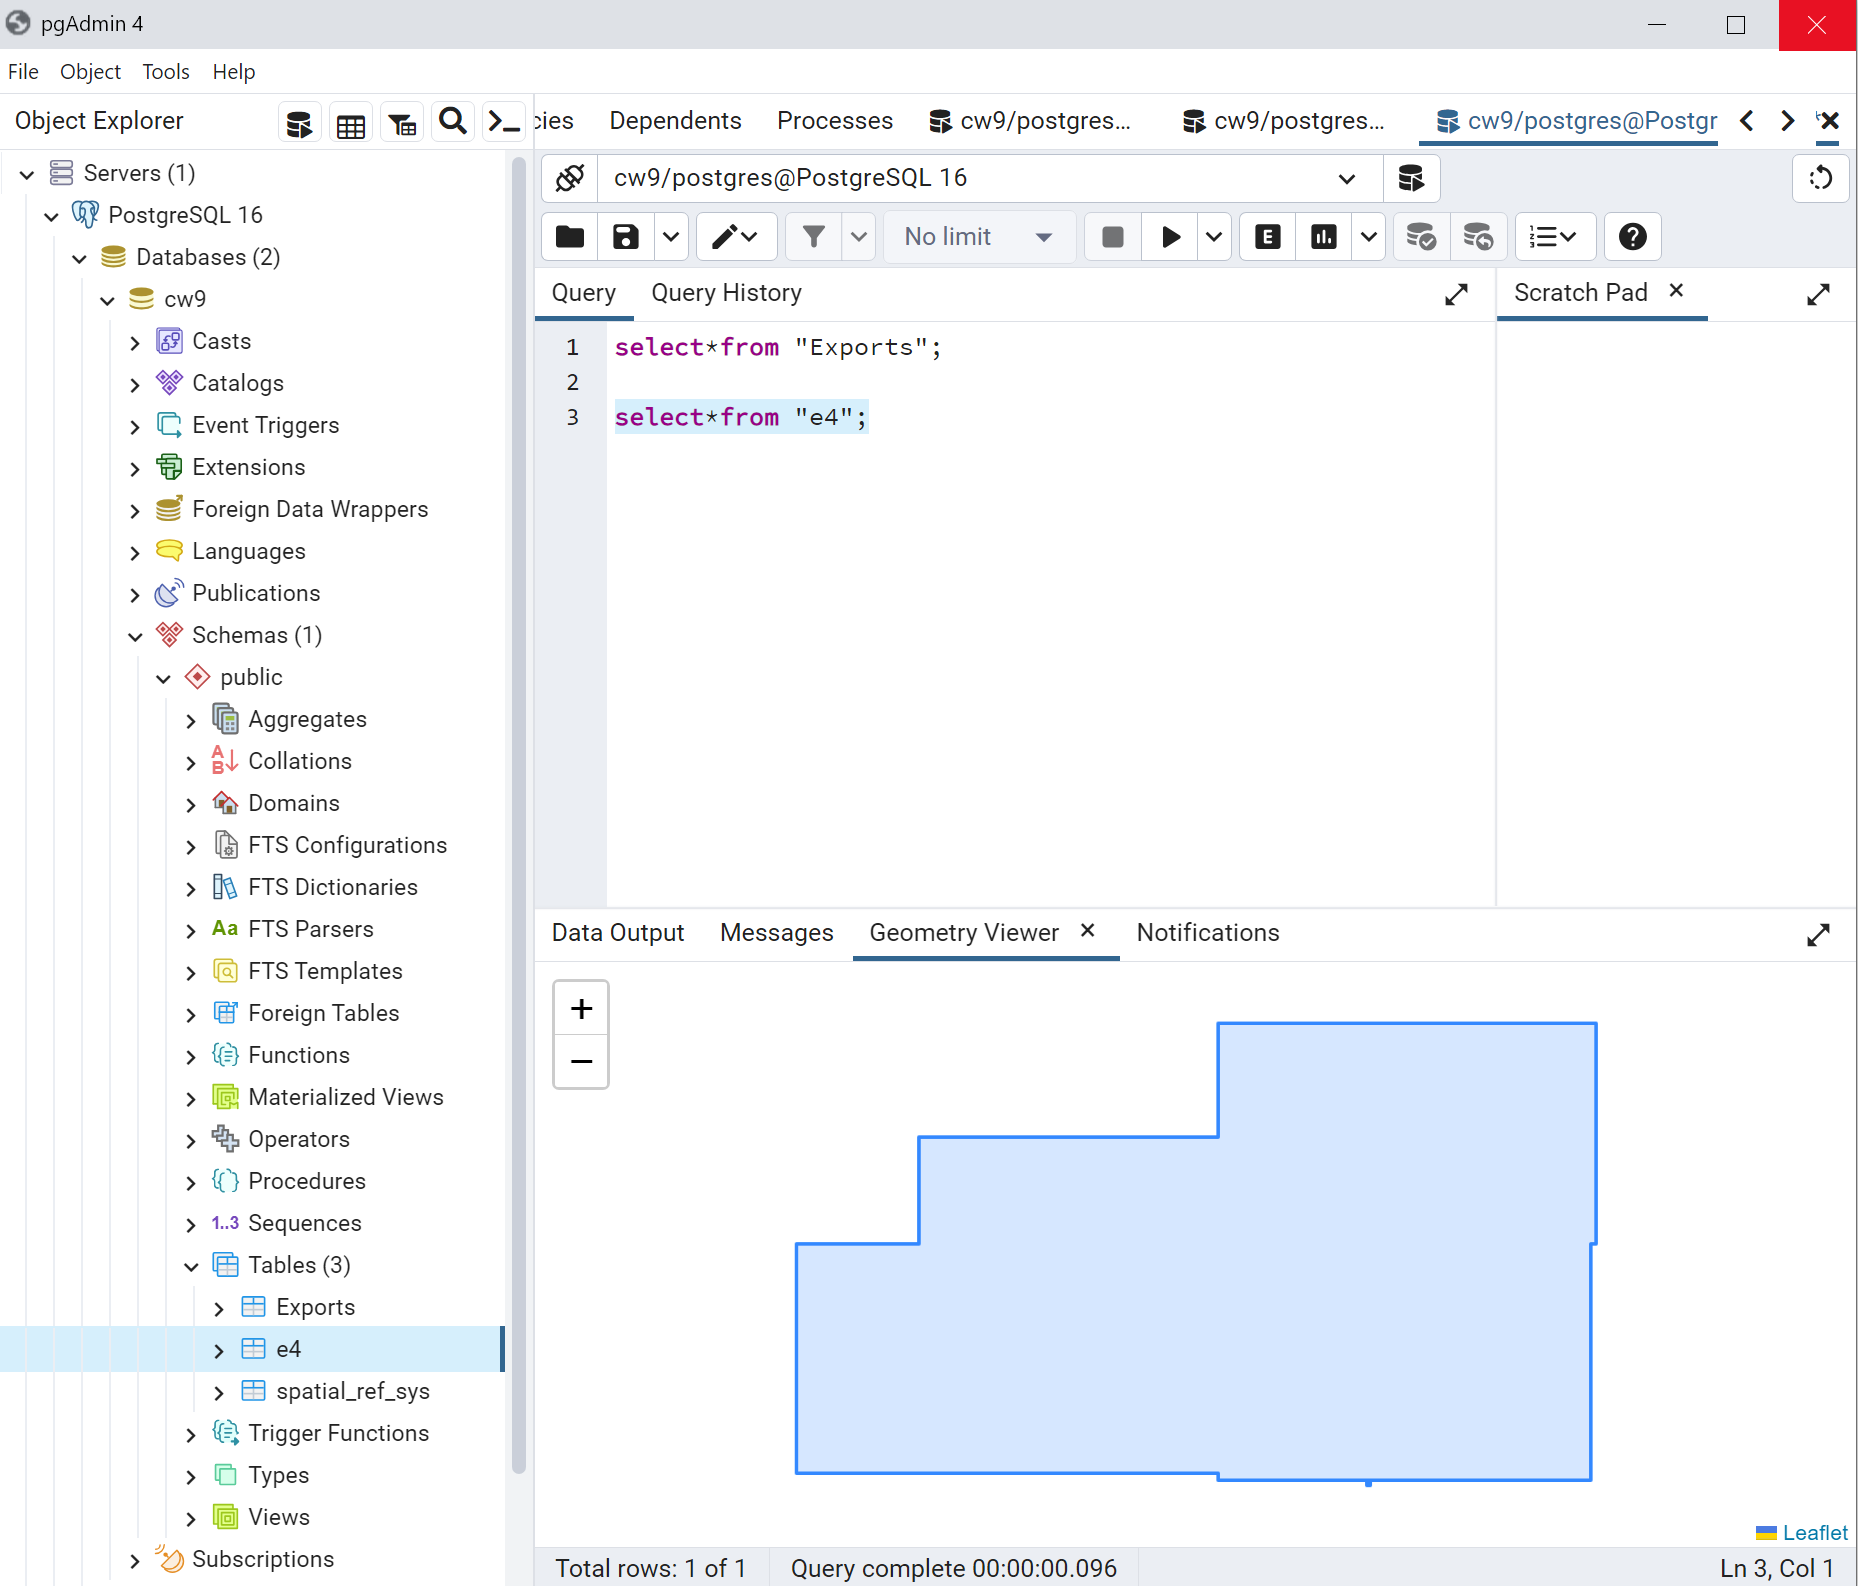 pgAdmin 4
File Object Tools Help
Object Explorer
cies Dependents Processes cw9/postgres... cw9/postgres... cw9/postgres@Postgr
Servers (1)
PostgreSQL 16
Databases (2)
cw9
Casts
Catalogs
Event Triggers
Extensions
Foreign Data Wrappers
Languages
Publications
Schemas (1)
public
Aggregates
Collations
Domains
FTS Configurations
FTS Dictionaries
Aa FTS Parsers
FTS Templates
Foreign Tables
Functions
Materialized Views
Operators
Procedures
1..3 Sequences
Tables (3)
Exports
e4
spatial_ref_sys
Trigger Functions
Types
Views
Subscriptions
cw9/postgres@PostgreSQL 16
No limit
Query Query History
Scratch Pad
1 select*from "Exports";
2
3 select*from "e4";
Data Output Messages Geometry Viewer Notifications
+
−
Leaflet
Total rows: 1 of 1 Query complete 00:00:00.096 Ln 3, Col 1